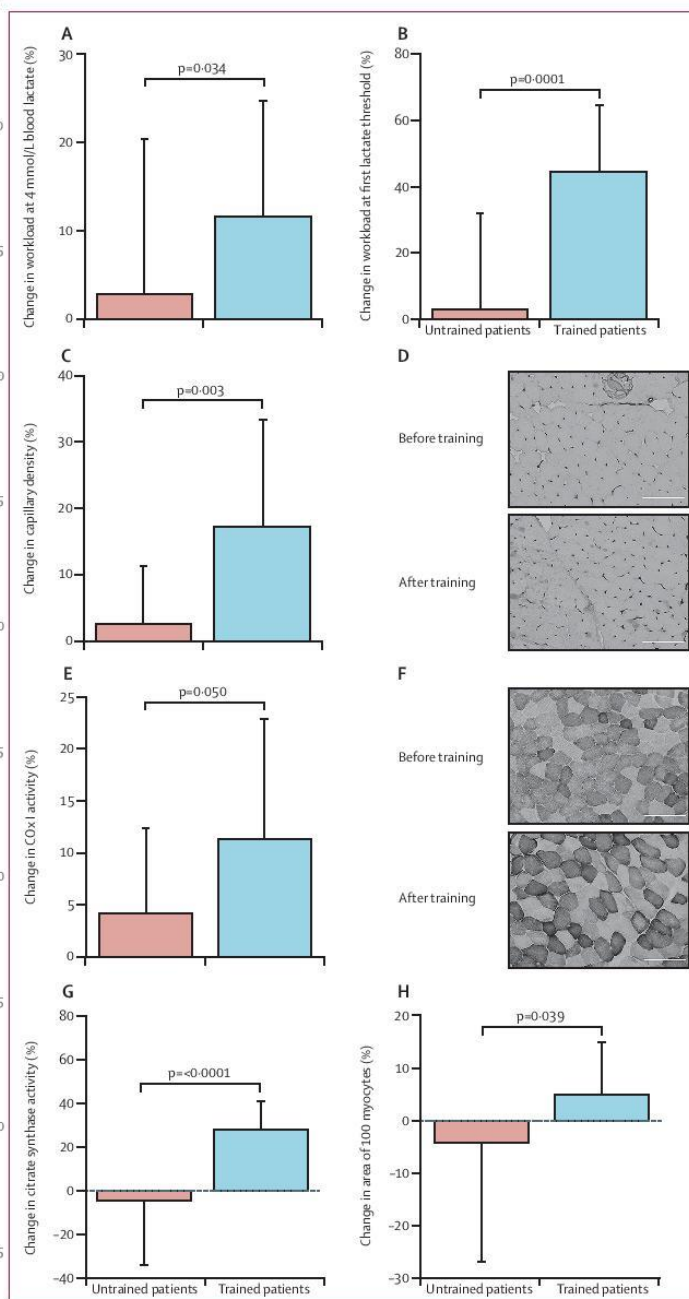 A
Change in workload at 4 mmol/L blood lactate (%)
30
20
10
0
p=0·034
B
Change in workload at first lactate threshold (%)
80
60
40
20
0
p=0·0001
Untrained patients
Trained patients
C
Change in capillary density (%)
40
30
20
10
0
p=0·003
D
Before training
After training
E
Change in COx I activity (%)
25
20
15
10
5
0
p=0·050
F
Before training
After training
G
Change in citrate synthase activity (%)
80
60
40
20
0
–20
–40
p=<0·0001
Untrained patients
Trained patients
H
Change in area of 100 myocytes (%)
20
10
0
–10
–20
–30
p=0·039
Untrained patients
Trained patients